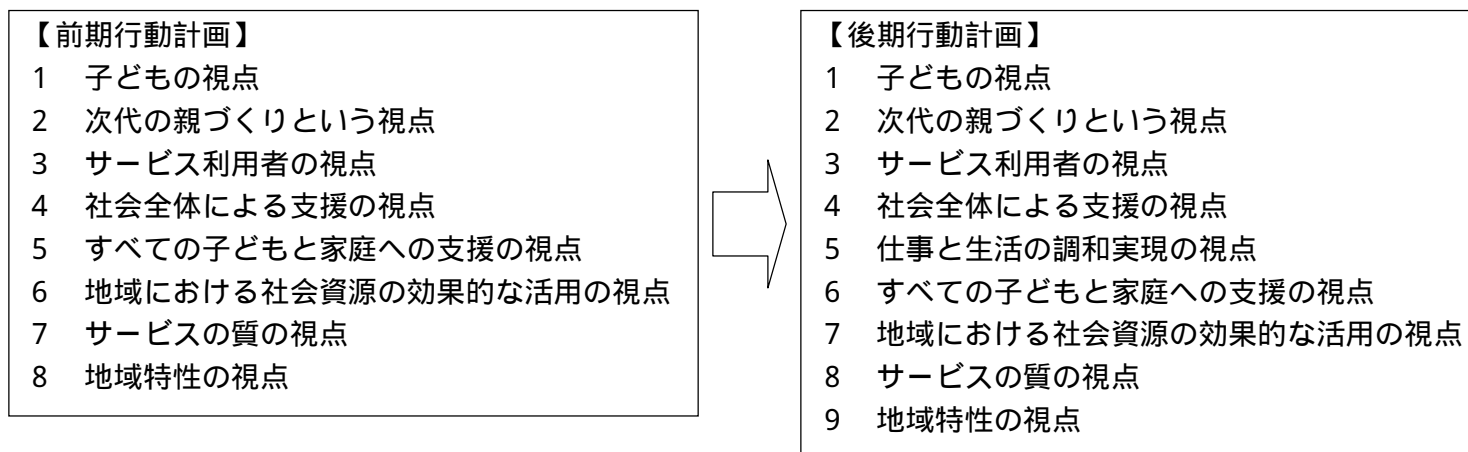 【前期行動計画】
1 子どもの視点
2 次代の親づくりという視点
3 サービス利用者の視点
4 社会全体による支援の視点
5 すべての子どもと家庭への支援の視点
6 地域における社会資源の効果的な活用の視点
7 サービスの質の視点
8 地域特性の視点
【後期行動計画】
1 子どもの視点
2 次代の親づくりという視点
3 サービス利用者の視点
4 社会全体による支援の視点
5 仕事と生活の調和実現の視点
6 すべての子どもと家庭への支援の視点
7 地域における社会資源の効果的な活用の視点
8 サービスの質の視点
9 地域特性の視点